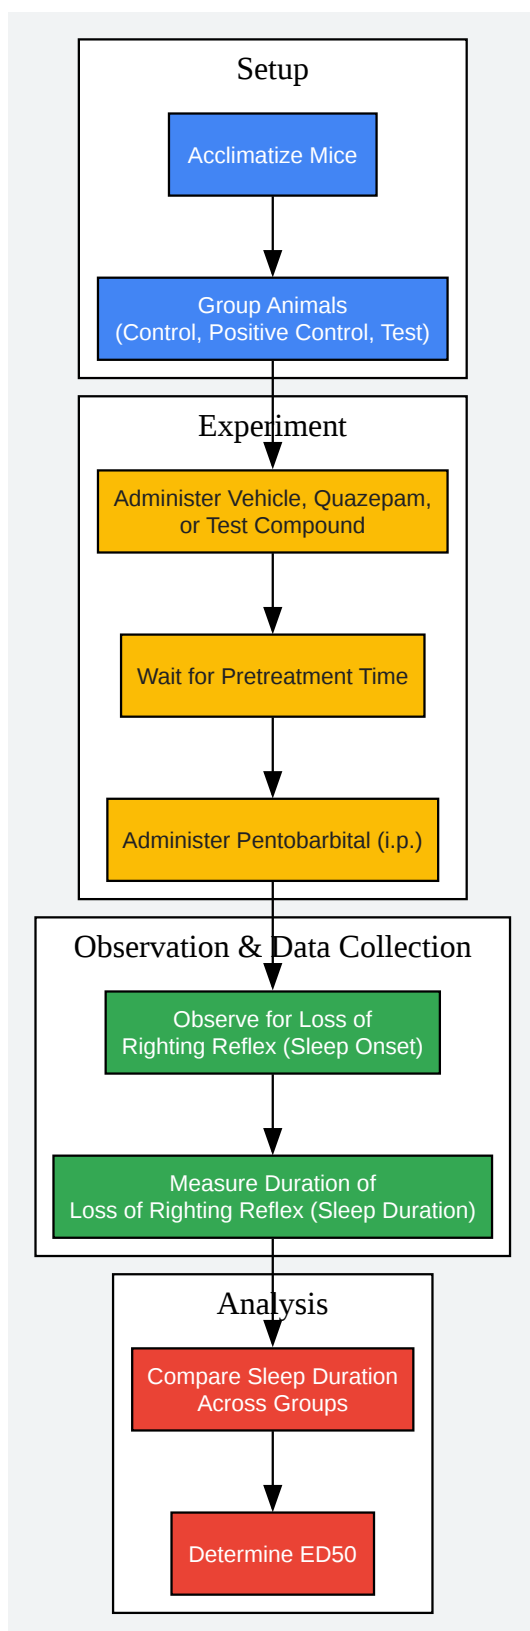 Setup
Acclimatize Mice
Group Animals
(Control, Positive Control, Test)
Experiment
Administer Vehicle, Quazepam,
or Test Compound
Wait for Pretreatment Time
Administer Pentobarbital (i.p.)
Observation & Data Collection
Observe for Loss of
Righting Reflex (Sleep Onset)
Measure Duration of
Loss of Righting Reflex (Sleep Duration)
Analysis
Compare Sleep Duration
Across Groups
Determine ED50